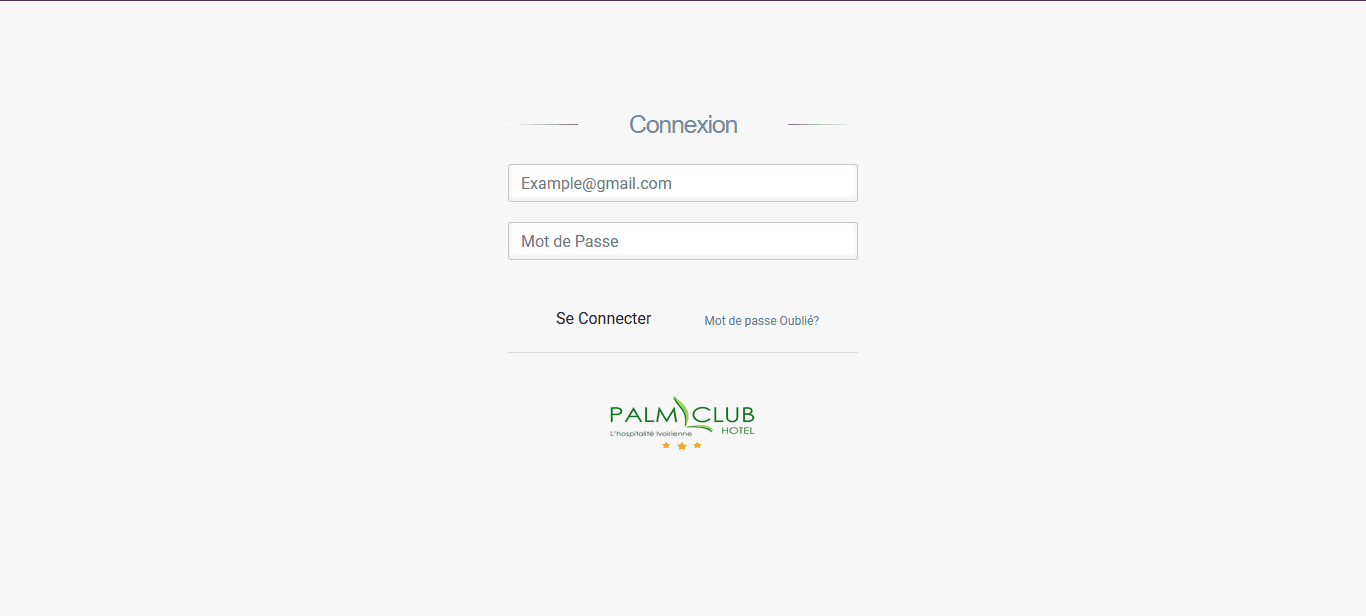 Connexion
Example@gmail.com
Mot de Passe
Se Connecter
Mot de passe Oublié?
PALM CLUB
HOTEL
L'hospitalité Ivoirienne